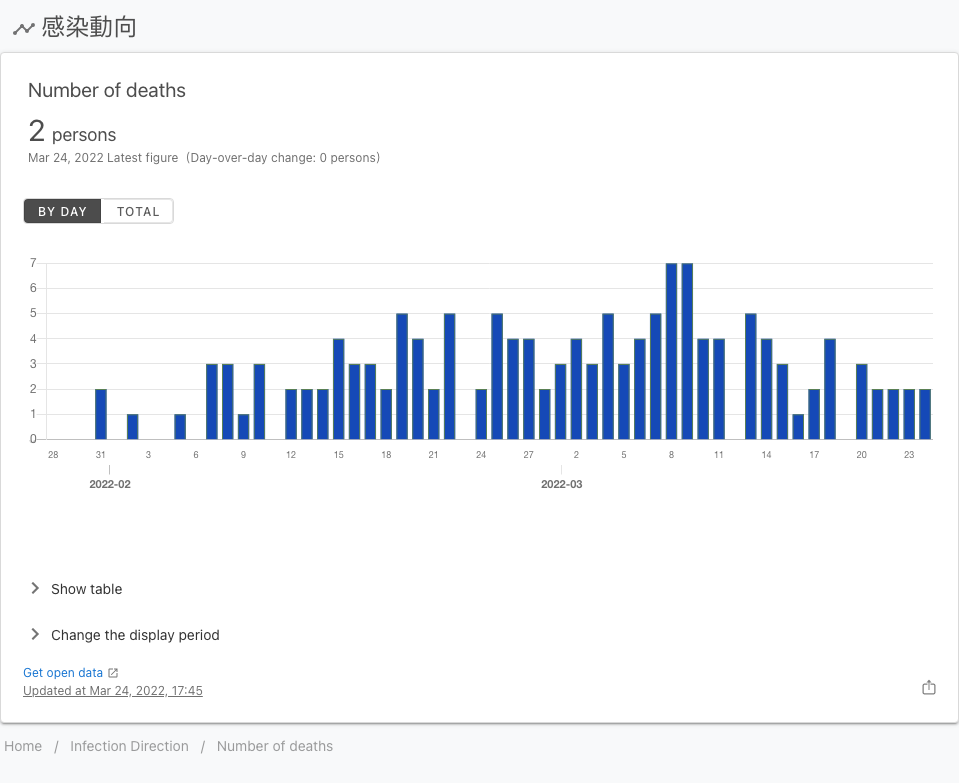 感染動向
Number of deaths
2 persons
Mar 24, 2022 Latest figure (Day-over-day change: 0 persons)
BY DAY TOTAL
7
6
5
4
3
2
1
0
28 31 3 6 9 12 15 18 21 24 27 2 5 8 11 14 17 20 23
2022-02 2022-03
Show table
Change the display period
Get open data
Updated at Mar 24, 2022, 17:45
Home / Infection Direction / Number of deaths